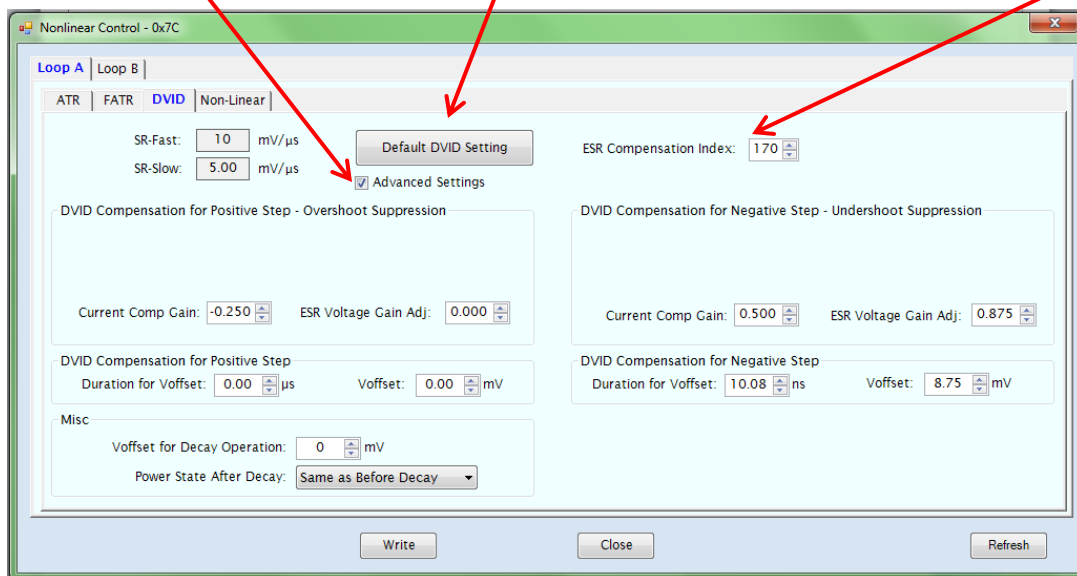 Nonlinear Control - 0x7C
Loop A Loop B
ATR FATR DVID Non-Linear
SR-Fast: 10 mV/µs
SR-Slow: 5.00 mV/µs
Default DVID Setting
Advanced Settings
ESR Compensation Index: 170
DVID Compensation for Positive Step - Overshoot Suppression
Current Comp Gain: -0.250 ESR Voltage Gain Adj: 0.000
DVID Compensation for Negative Step - Undershoot Suppression
Current Comp Gain: 0.500 ESR Voltage Gain Adj: 0.875
DVID Compensation for Positive Step
Duration for Voffset: 0.00 µs Voffset: 0.00 mV
DVID Compensation for Negative Step
Duration for Voffset: 10.08 ns Voffset: 8.75 mV
Misc
Voffset for Decay Operation: 0 mV
Power State After Decay: Same as Before Decay
Write Close Refresh